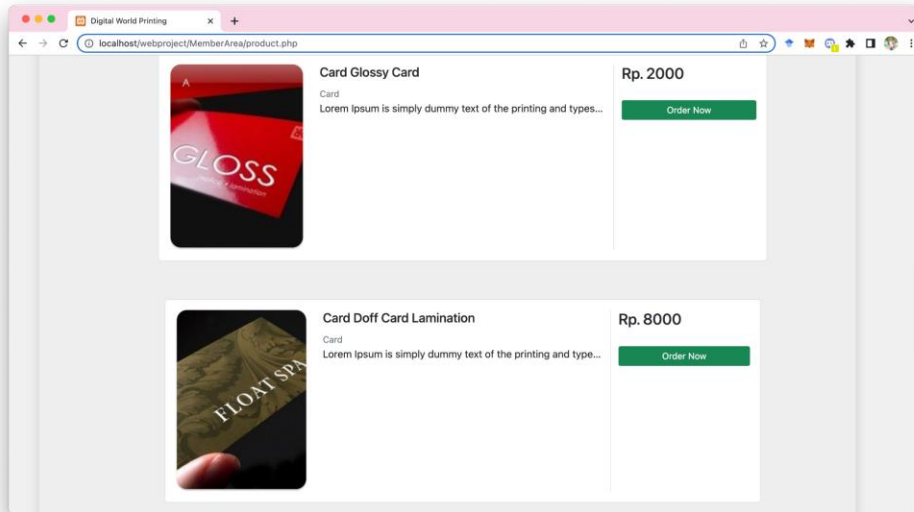 Digital World Printing
localhost/webproject/MemberArea/product.php
Card Glossy Card
Rp. 2000
Card
Lorem Ipsum is simply dummy text of the printing and types...
Order Now
A
GLOSS
lamination
Card Doff Card Lamination
Rp. 8000
Card
Lorem Ipsum is simply dummy text of the printing and type...
Order Now
FLOAT SPA